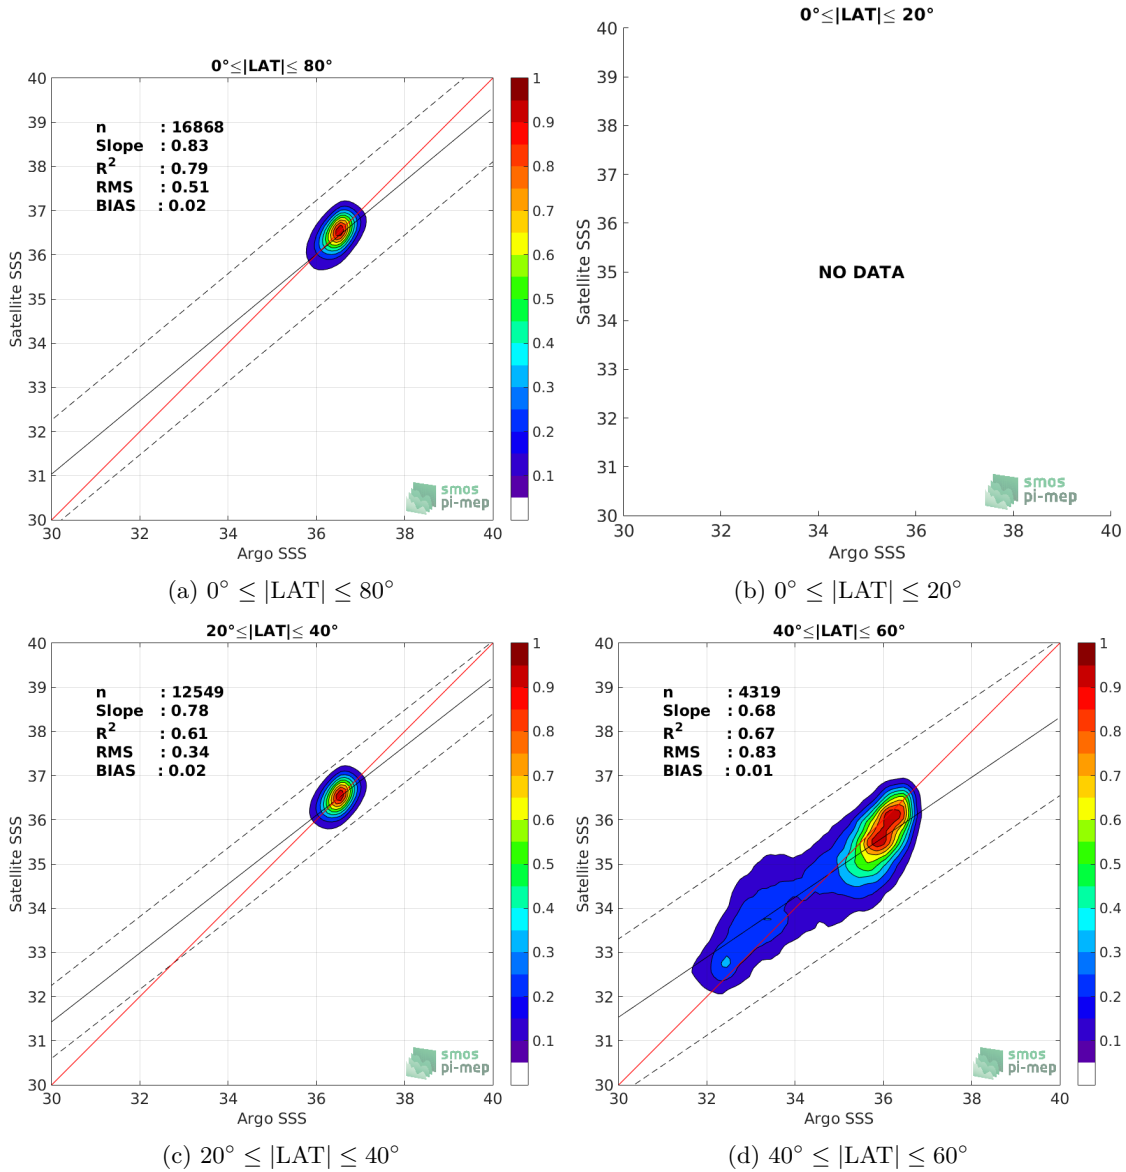 0°≤|LAT|≤ 80°
40
39
38
37
36
35
34
33
32
31
30
Satellite SSS
n : 16868
Slope : 0.83
R² : 0.79
RMS : 0.51
BIAS : 0.02
smos
pi-mep
30 32 34 36 38 40
Argo SSS
1
0.9
0.8
0.7
0.6
0.5
0.4
0.3
0.2
0.1
(a) 0° ≤ |LAT| ≤ 80°
0°≤|LAT|≤ 20°
40
39
38
37
36
35
34
33
32
31
30
Satellite SSS
NO DATA
smos
pi-mep
30 32 34 36 38 40
Argo SSS
(b) 0° ≤ |LAT| ≤ 20°
20°≤|LAT|≤ 40°
40
39
38
37
36
35
34
33
32
31
30
Satellite SSS
n : 12549
Slope : 0.78
R² : 0.61
RMS : 0.34
BIAS : 0.02
smos
pi-mep
30 32 34 36 38 40
Argo SSS
1
0.9
0.8
0.7
0.6
0.5
0.4
0.3
0.2
0.1
(c) 20° ≤ |LAT| ≤ 40°
40°≤|LAT|≤ 60°
40
39
38
37
36
35
34
33
32
31
30
Satellite SSS
n : 4319
Slope : 0.68
R² : 0.67
RMS : 0.83
BIAS : 0.01
smos
pi-mep
30 32 34 36 38 40
Argo SSS
1
0.9
0.8
0.7
0.6
0.5
0.4
0.3
0.2
0.1
(d) 40° ≤ |LAT| ≤ 60°